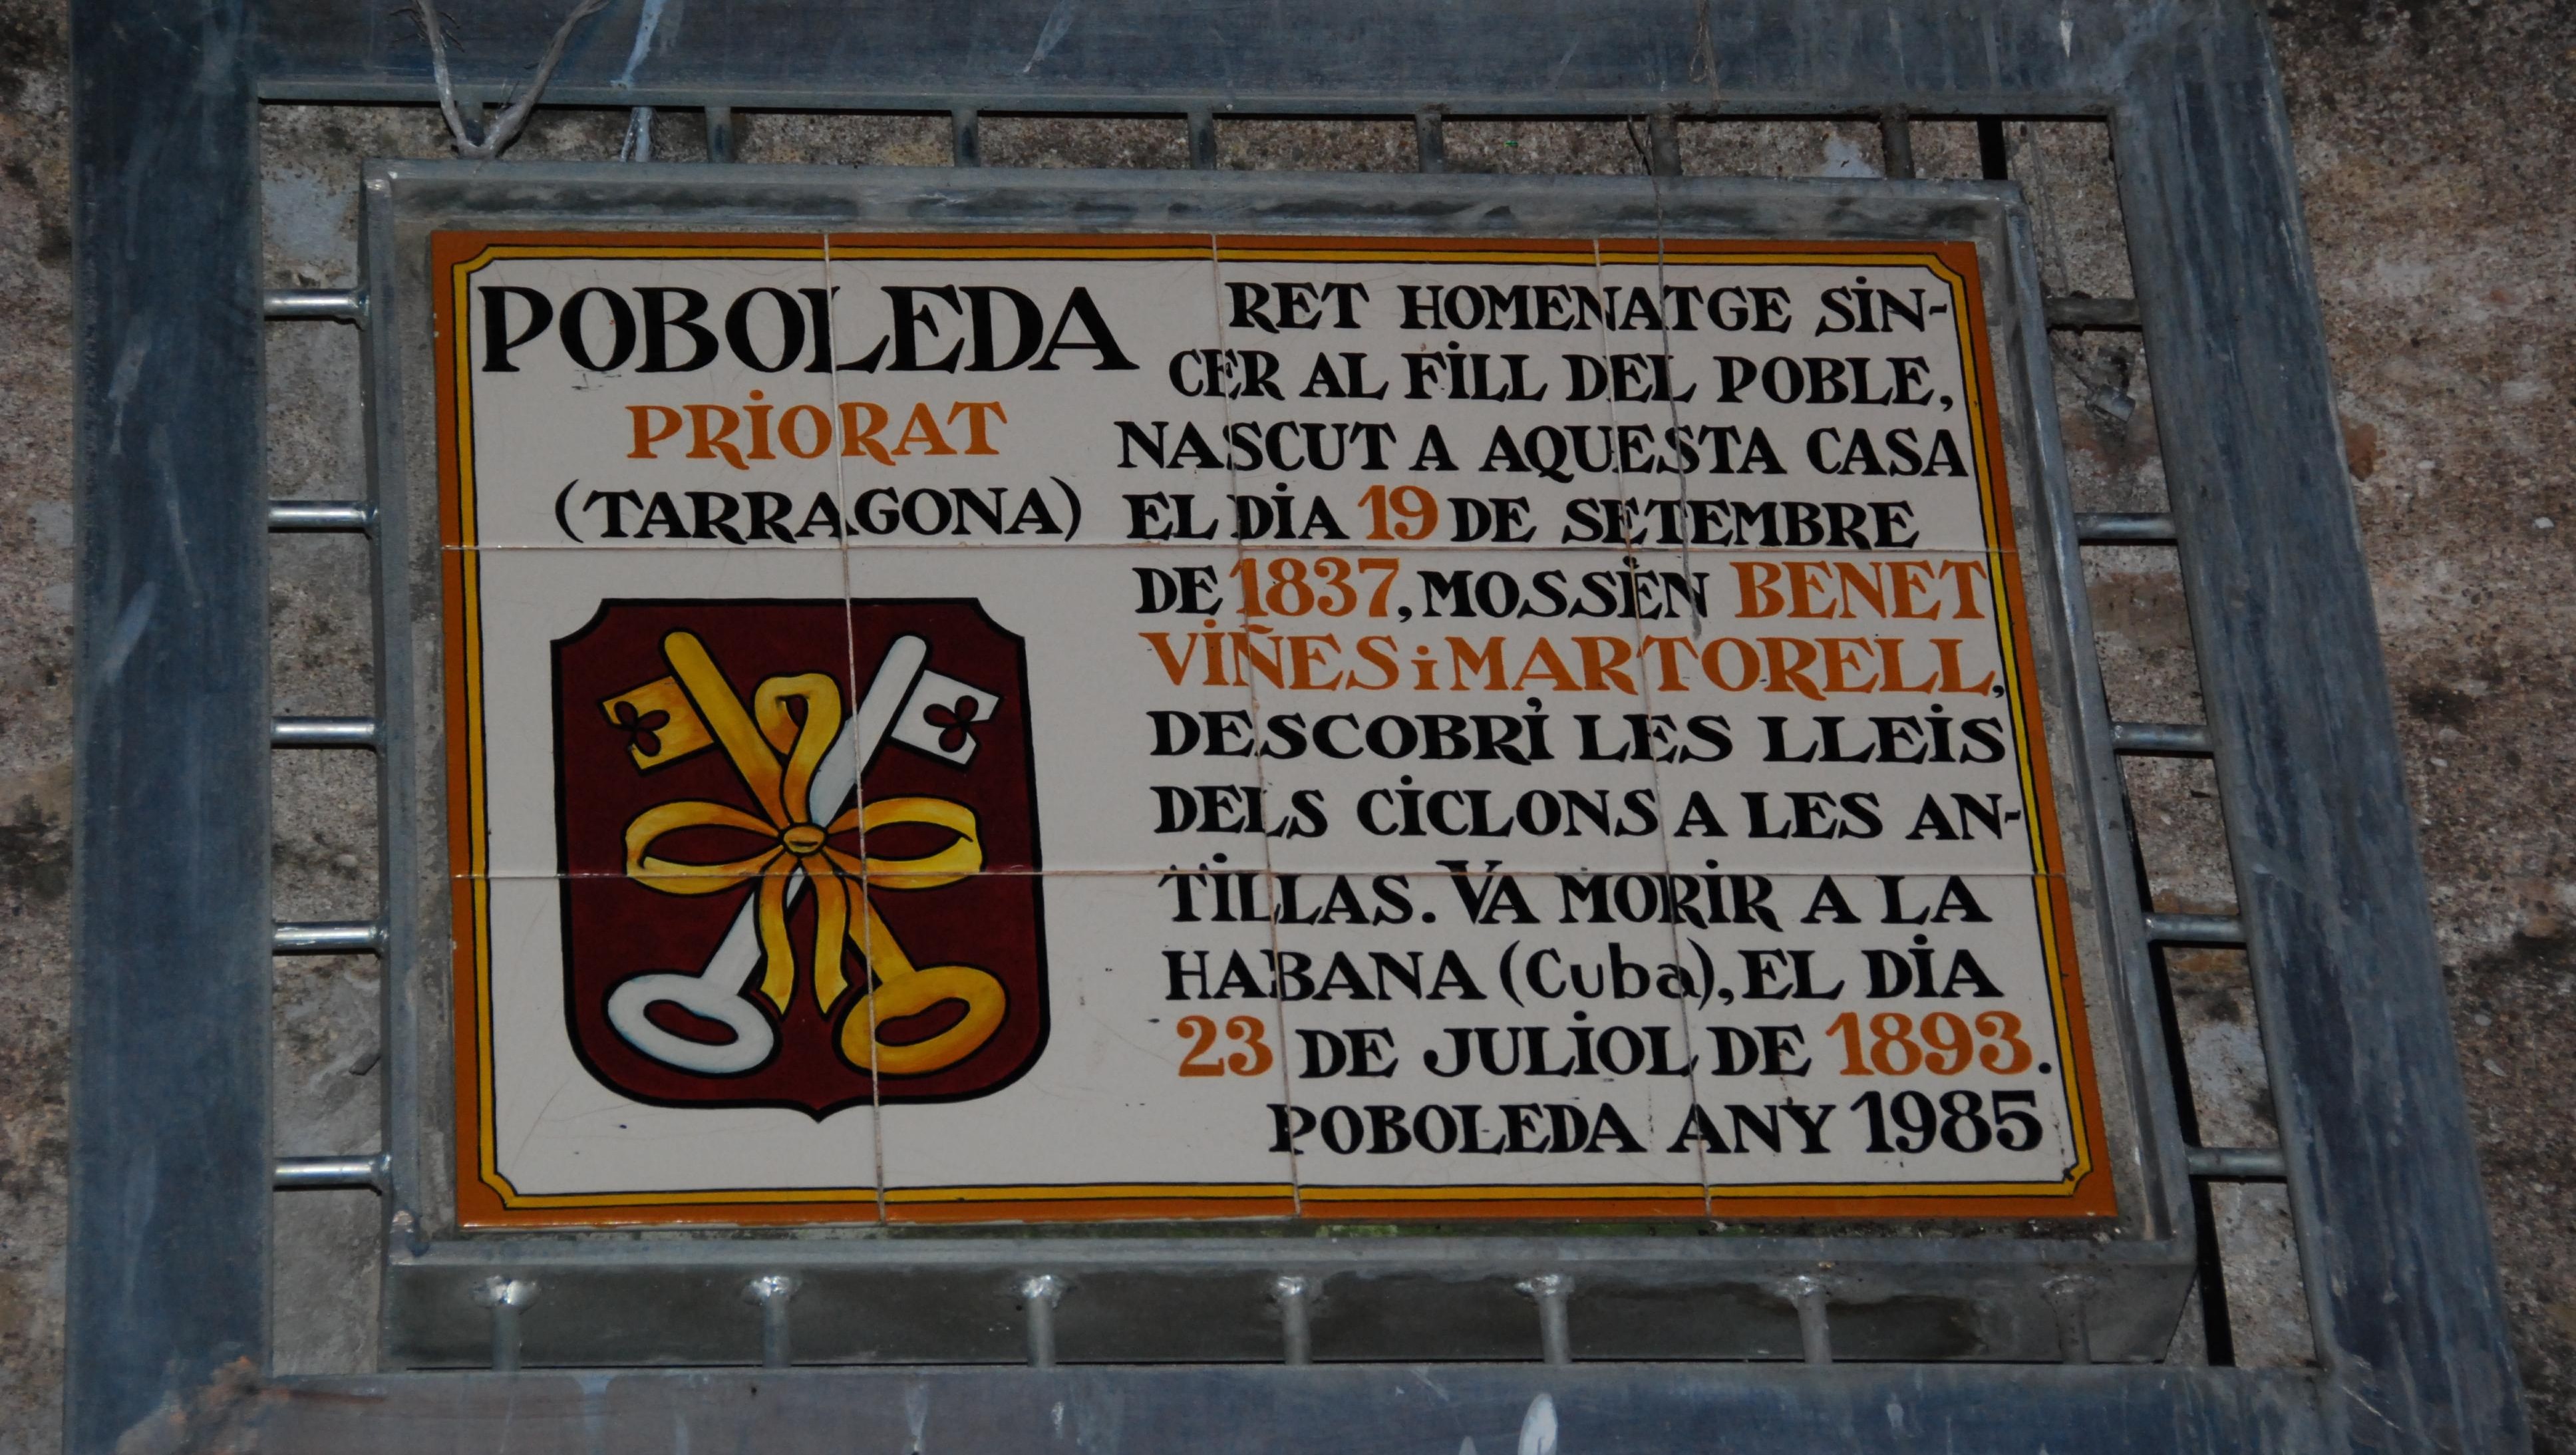 POBOLEDA
PRIORAT
(TARRAGONA)
RET HOMENATGE SIN-
CER AL FILL DEL POBLE,
NASCUT A AQUESTA CASA
EL DIA 19 DE SETEMBRE
DE 1837, MOSSÈN BENET
VIÑES i MARTORELL,
DESCOBRÍ LES LLEIS
DELS CICLONS A LES AN-
TILLAS. VA MORIR A LA
HABANA (Cuba), EL DIA
23 DE JULIOL DE 1893.
POBOLEDA ANY 1985